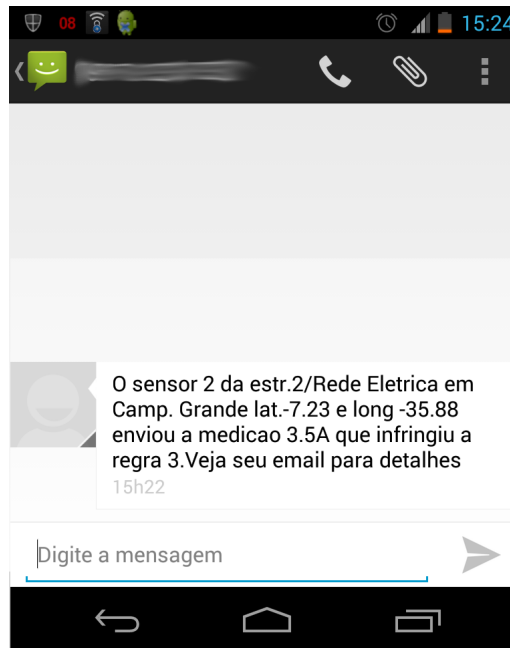 08
15:24
O sensor 2 da estr.2/Rede Eletrica em
Camp. Grande lat.-7.23 e long -35.88
enviou a medicao 3.5A que infringiu a
regra 3.Veja seu email para detalhes
15h22
Digite a mensagem